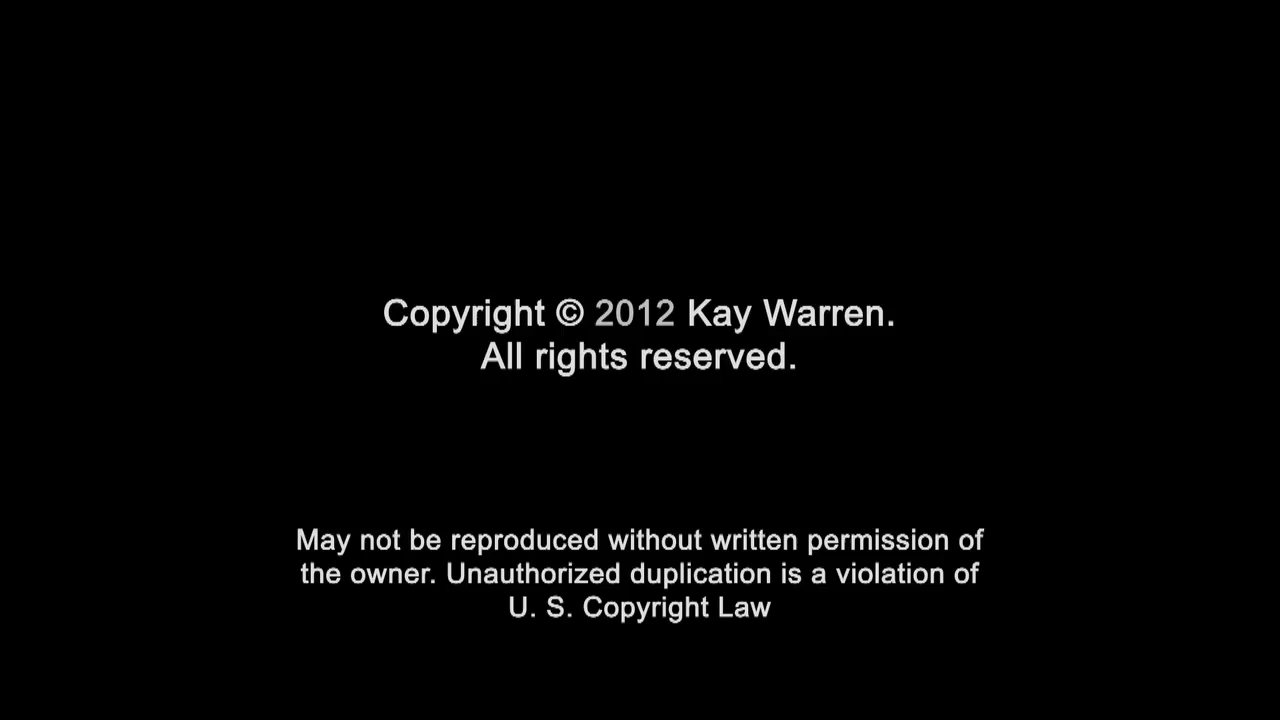 Copyright © 2012 Kay Warren.
All rights reserved.
May not be reproduced without written permission of
the owner. Unauthorized duplication is a violation of
U. S. Copyright Law